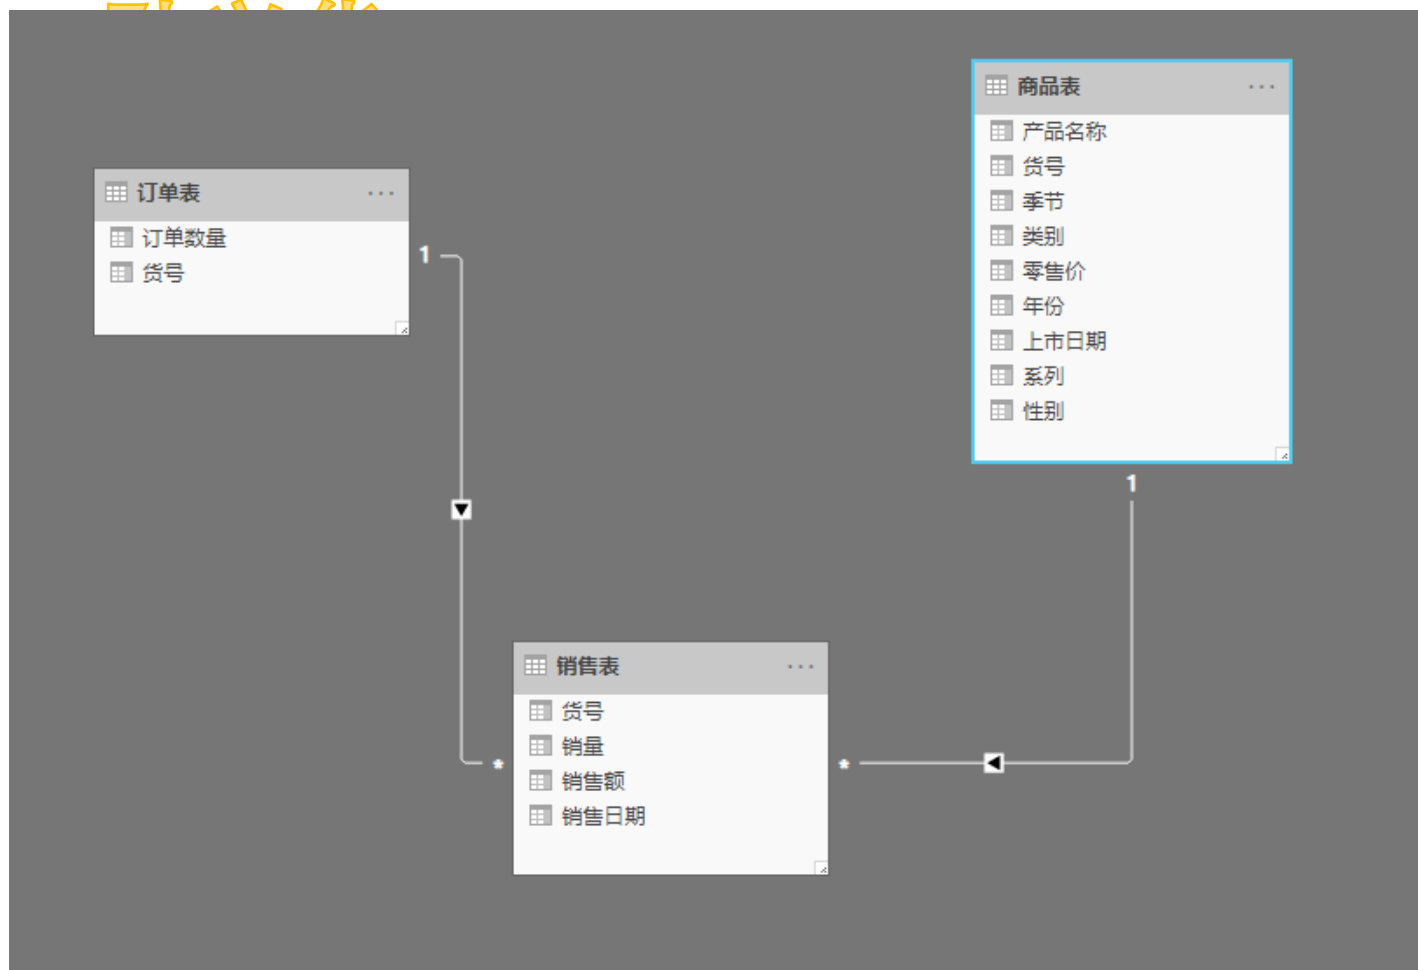 商品表
产品名称
货号
季节
类别
零售价
年份
上市日期
系列
性别
订单表
订单数量
货号
1
1
销售表
货号
销量
销售额
销售日期
*
*